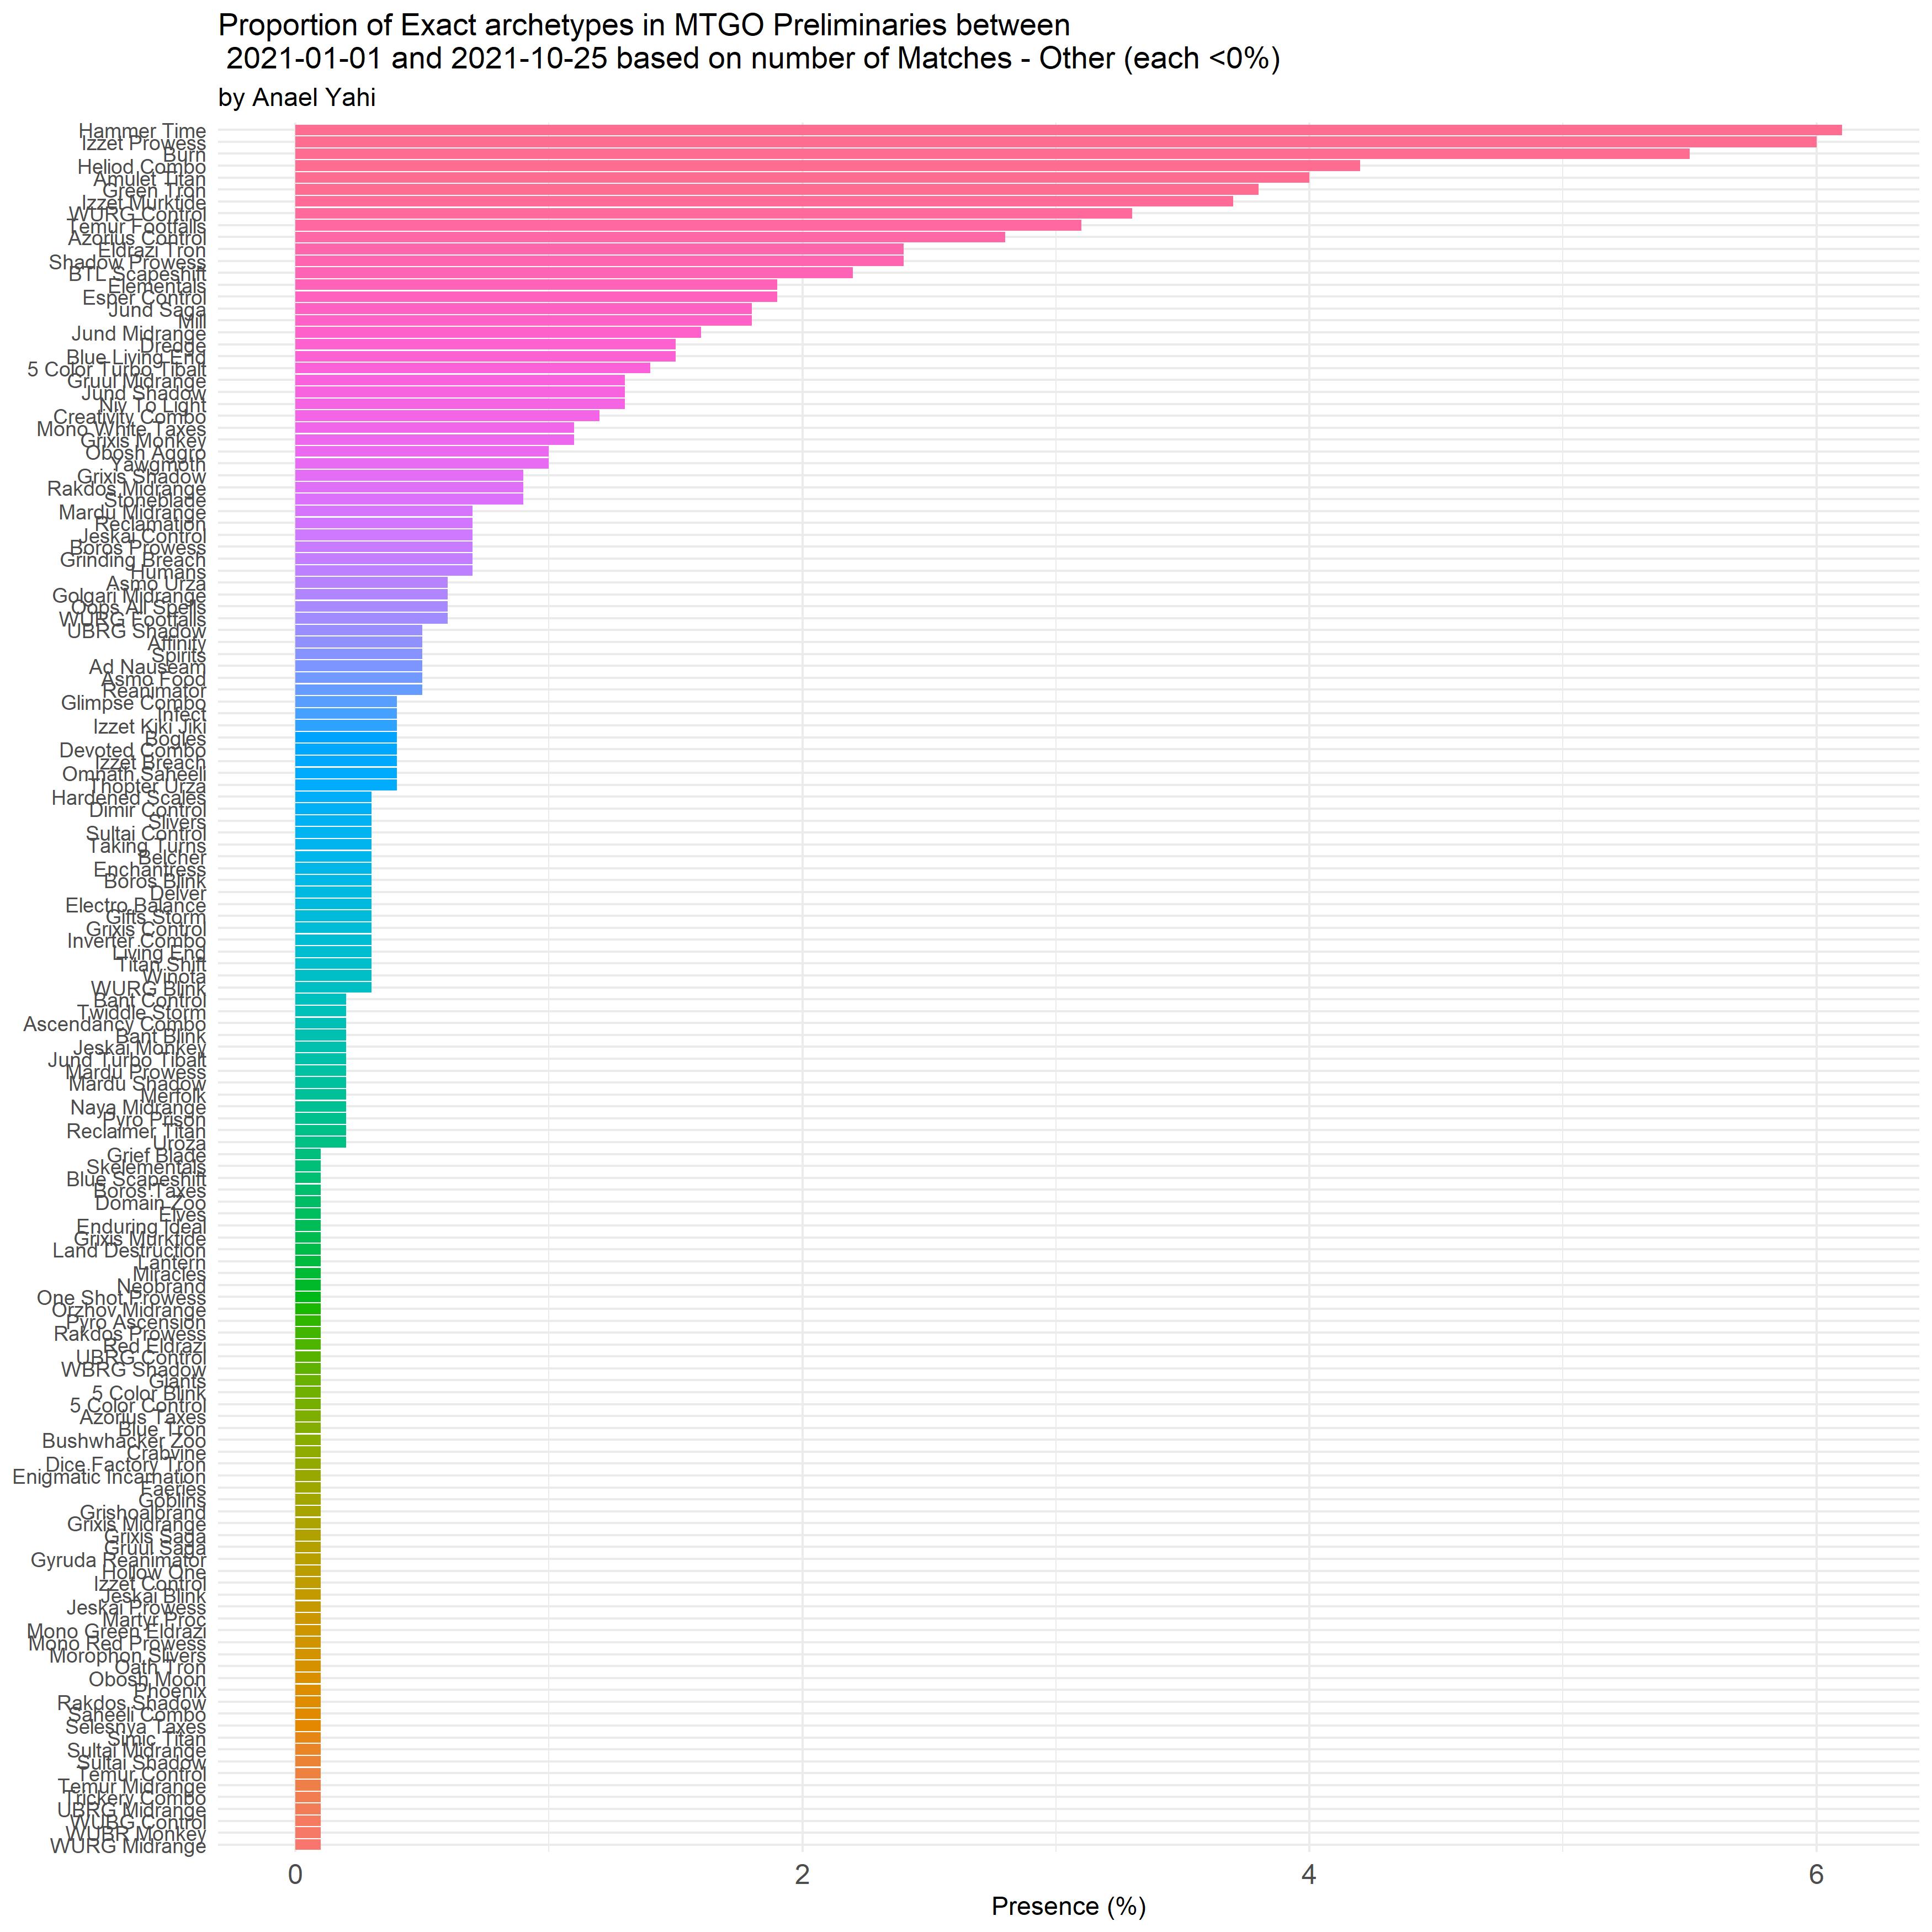 Proportion of Exact archetypes in MTGO Preliminaries between
2021-01-01 and 2021-10-25 based on number of Matches - Other (each <0%)
by Anael Yahi
Hammer Time
Izzet Prowess
Burn
Heliod Combo
Amulet Titan
Green Tron
Izzet Murktide
WURG Control
Temur Footfalls
Azorius Control
Eldrazi Tron
Shadow Prowess
BTL Scapeshift
Elementals
Esper Control
Jund Saga
Mill
Jund Midrange
Dredge
Blue Living End
5 Color Turbo Tibalt
Gruul Midrange
Jund Shadow
Niv To Light
Creativity Combo
Mono White Taxes
Grixis Monkey
Obosh Aggro
Yawgmoth
Grixis Shadow
Rakdos Midrange
Stoneblade
Mardu Midrange
Reclamation
Jeskai Control
Boros Prowess
Grinding Breach
Humans
Asmo Urza
Golgari Midrange
Oops All Spells
WURG Footfalls
UBRG Shadow
Affinity
Spirits
Ad Nauseam
Asmo Food
Reanimator
Glimpse Combo
Infect
Izzet Kiki Jiki
Bogles
Devoted Combo
Izzet Breach
Omnath Saheeli
Thopter Urza
Hardened Scales
Dimir Control
Slivers
Sultai Control
Taking Turns
Belcher
Enchantress
Boros Blink
Delver
Electro Balance
Gifts Storm
Grixis Control
Inverter Combo
Living End
Titan Shift
Winota
WURG Blink
Bant Control
Twiddle Storm
Ascendancy Combo
Bant Blink
Jeskai Monkey
Jund Turbo Tibalt
Mardu Prowess
Mardu Shadow
Merfolk
Naya Midrange
Pyro Prison
Reclaimer Titan
Uroza
Grief Blade
Skelementals
Blue Scapeshift
Boros Taxes
Domain Zoo
Elves
Enduring Ideal
Grixis Murktide
Land Destruction
Lantern
Miracles
Neobrand
One Shot Prowess
Orzhov Midrange
Pyro Ascension
Rakdos Prowess
Red Eldrazi
UBRG Control
WBRG Shadow
Giants
5 Color Blink
5 Color Control
Azorius Taxes
Blue Tron
Bushwhacker Zoo
Crabvine
Dice Factory Tron
Enigmatic Incarnation
Faeries
Goblins
Grishoalbrand
Grixis Midrange
Grixis Saga
Gruul Saga
Gyruda Reanimator
Hollow One
Izzet Control
Jeskai Blink
Jeskai Prowess
Martyr Proc
Mono Green Eldrazi
Mono Red Prowess
Morophon Slivers
Oath Tron
Obosh Moon
Phoenix
Rakdos Shadow
Saheeli Combo
Selesnya Taxes
Simic Titan
Sultai Midrange
Sultai Shadow
Temur Control
Temur Midrange
Trickery Combo
UBRG Midrange
WUBG Control
WUBR Monkey
WURG Midrange
0 2 4 6
Presence (%)